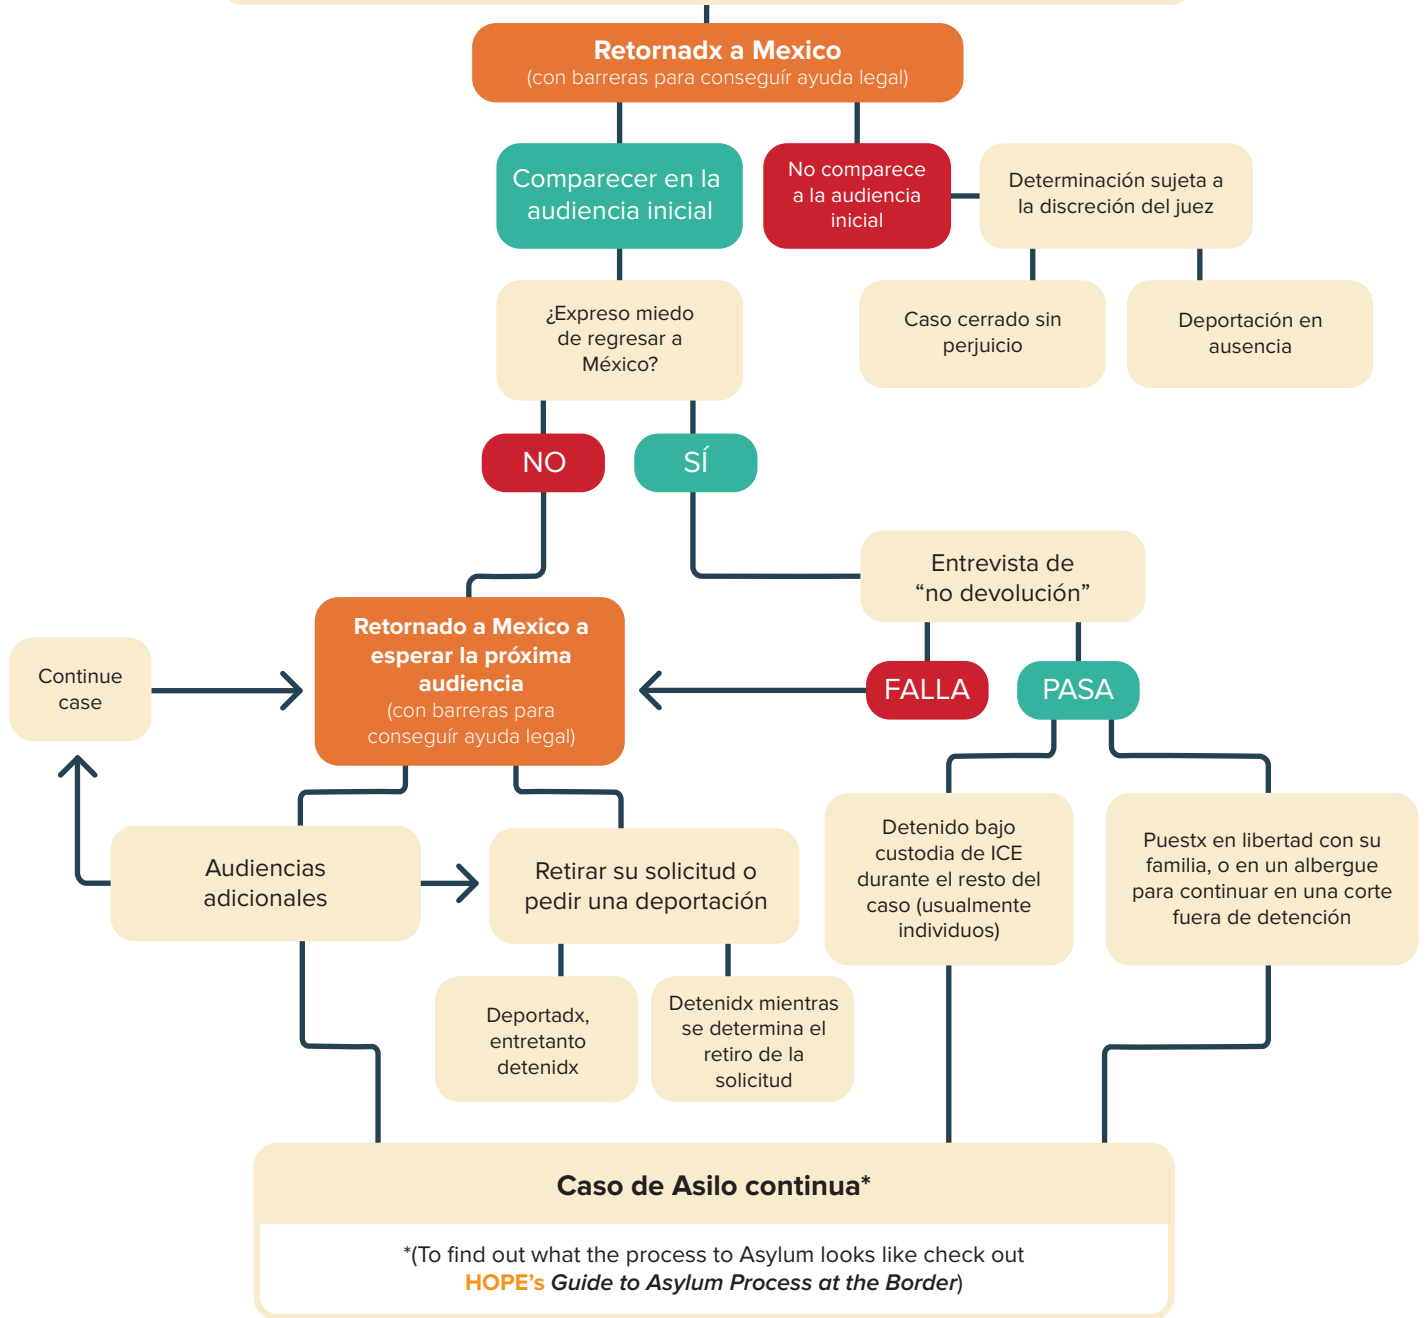 Retornadx a Mexico
(con barreras para conseguír ayuda legal)
Comparecer en la
audiencia inicial
No comparece
a la audiencia
inicial
Determinación sujeta a
la discreción del juez
¿Expreso miedo
de regresar a
México?
Caso cerrado sin
perjuicio
Deportación en
ausencia
NO
SÍ
Entrevista de
“no devolución”
Retornado a Mexico a
esperar la próxima
audiencia
(con barreras para
conseguír ayuda legal)
Continue
case
FALLA
PASA
Audiencias
adicionales
Retirar su solicitud o
pedir una deportación
Detenido bajo
custodia de ICE
durante el resto del
caso (usualmente
individuos)
Puestx en libertad con su
familia, o en un albergue
para continuar en una corte
fuera de detención
Deportadx,
entretanto
detenidx
Detenidx mientras
se determina el
retiro de la
solicitud
Caso de Asilo continua*
*(To find out what the process to Asylum looks like check out
HOPE’s Guide to Asylum Process at the Border)